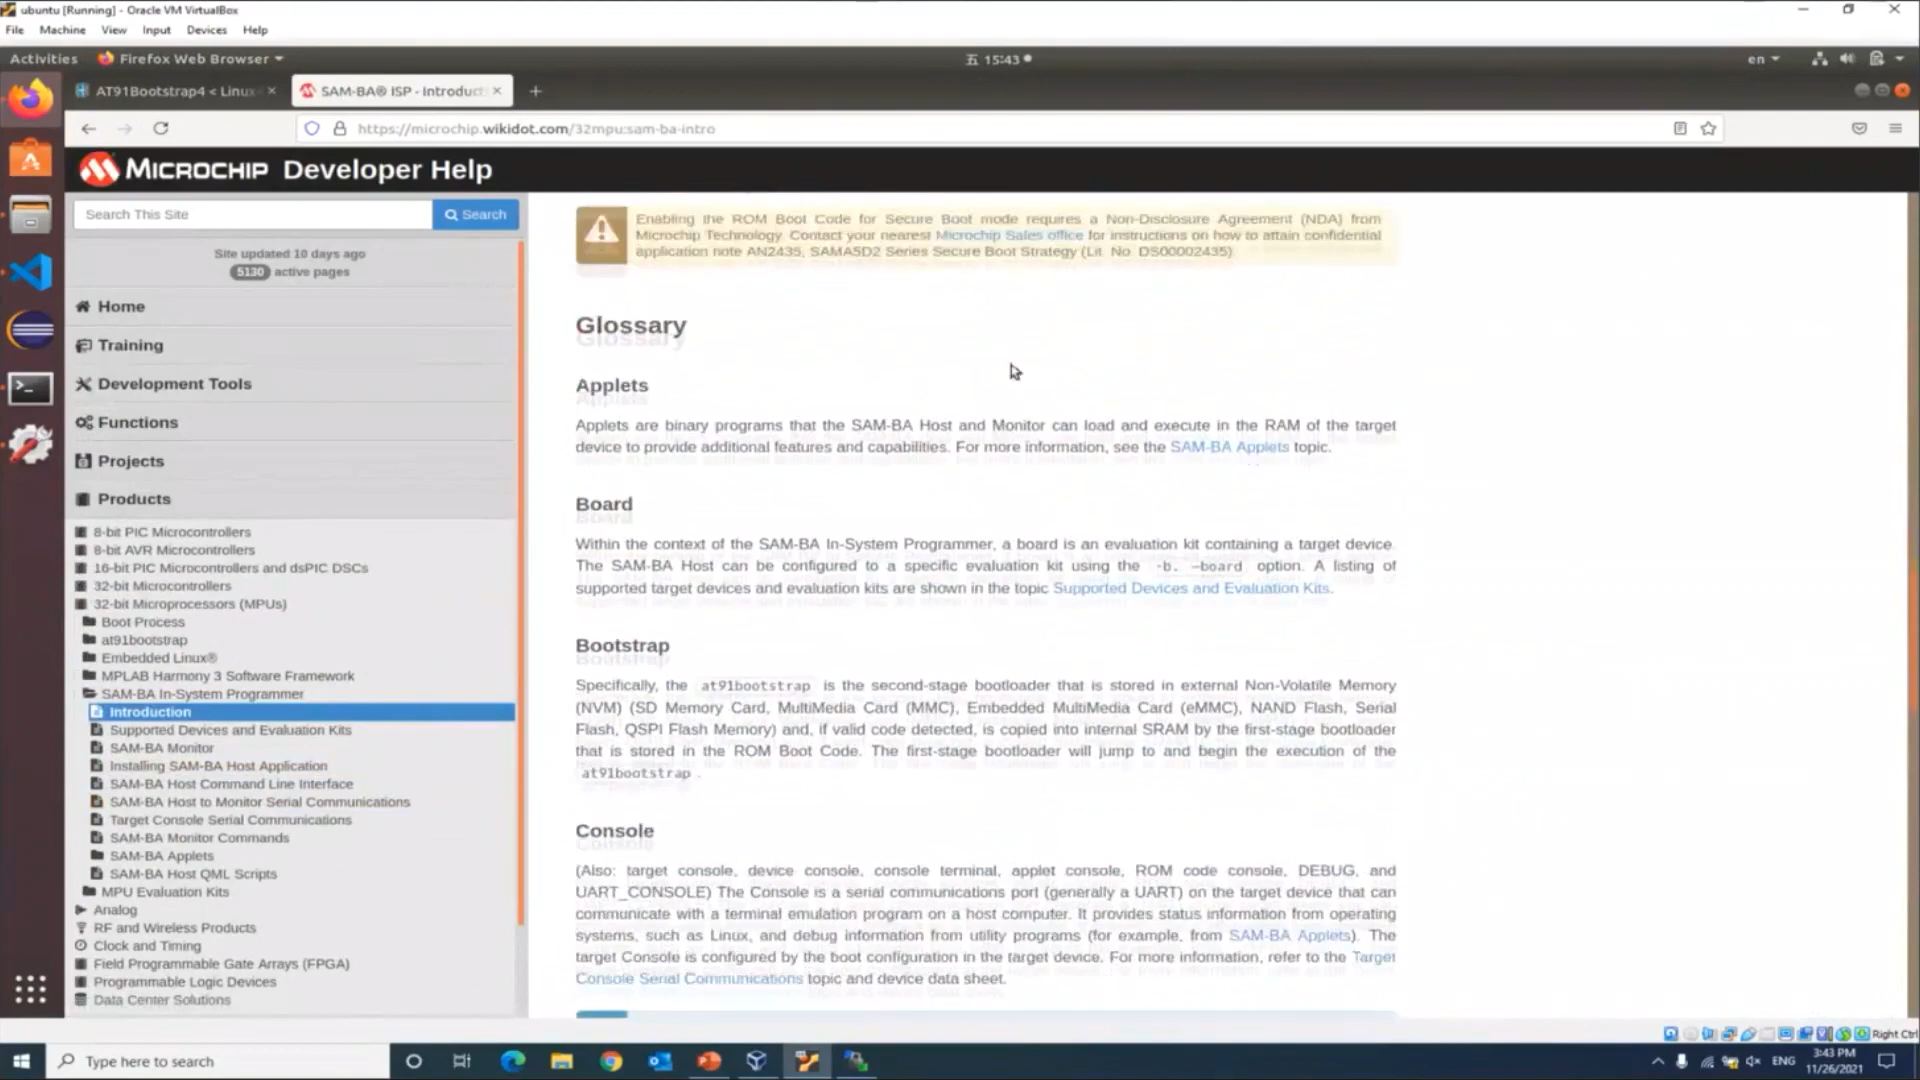 ubuntu [Running] - Oracle VM VirtualBox
File Machine View Input Devices Help
Activities Firefox Web Browser 五 15:43 en
AT91Bootstrap4 < Linux SAM-BA® ISP - Introduct
https://microchip.wikidot.com/32mpu:sam-ba-intro
MICROCHIP Developer Help
Search This Site Search
Site updated 10 days ago
5130 active pages
Home
Training
Development Tools
Functions
Projects
Products
8-bit PIC Microcontrollers
8-bit AVR Microcontrollers
16-bit PIC Microcontrollers and dsPIC DSCs
32-bit Microcontrollers
32-bit Microprocessors (MPUs)
Boot Process
at91bootstrap
Embedded Linux®
MPLAB Harmony 3 Software Framework
SAM-BA In-System Programmer
Introduction
Supported Devices and Evaluation Kits
SAM-BA Monitor
Installing SAM-BA Host Application
SAM-BA Host Command Line Interface
SAM-BA Host to Monitor Serial Communications
Target Console Serial Communications
SAM-BA Monitor Commands
SAM-BA Applets
SAM-BA Host QML Scripts
MPU Evaluation Kits
Analog
RF and Wireless Products
Clock and Timing
Field Programmable Gate Arrays (FPGA)
Programmable Logic Devices
Data Center Solutions
Enabling the ROM Boot Code for Secure Boot mode requires a Non-Disclosure Agreement (NDA) from
Microchip Technology. Contact your nearest Microchip Sales office for instructions on how to attain confidential
application note AN2435, SAMA5D2 Series Secure Boot Strategy (Lit. No. DS00002435).
Glossary
Applets
Applets are binary programs that the SAM-BA Host and Monitor can load and execute in the RAM of the target
device to provide additional features and capabilities. For more information, see the SAM-BA Applets topic.
Board
Within the context of the SAM-BA In-System Programmer, a board is an evaluation kit containing a target device.
The SAM-BA Host can be configured to a specific evaluation kit using the -b. —board option. A listing of
supported target devices and evaluation kits are shown in the topic Supported Devices and Evaluation Kits.
Bootstrap
Specifically, the at91bootstrap is the second-stage bootloader that is stored in external Non-Volatile Memory
(NVM) (SD Memory Card, MultiMedia Card (MMC), Embedded MultiMedia Card (eMMC), NAND Flash, Serial
Flash, QSPI Flash Memory) and, if valid code detected, is copied into internal SRAM by the first-stage bootloader
that is stored in the ROM Boot Code. The first-stage bootloader will jump to and begin the execution of the
at91bootstrap .
Console
(Also: target console, device console, console terminal, applet console, ROM code console, DEBUG, and
UART_CONSOLE) The Console is a serial communications port (generally a UART) on the target device that can
communicate with a terminal emulation program on a host computer. It provides status information from operating
systems, such as Linux, and debug information from utility programs (for example, from SAM-BA Applets). The
target Console is configured by the boot configuration in the target device. For more information, refer to the Target
Console Serial Communications topic and device data sheet.
Right Ctrl
Type here to search
ENG
3:43 PM
11/26/2021